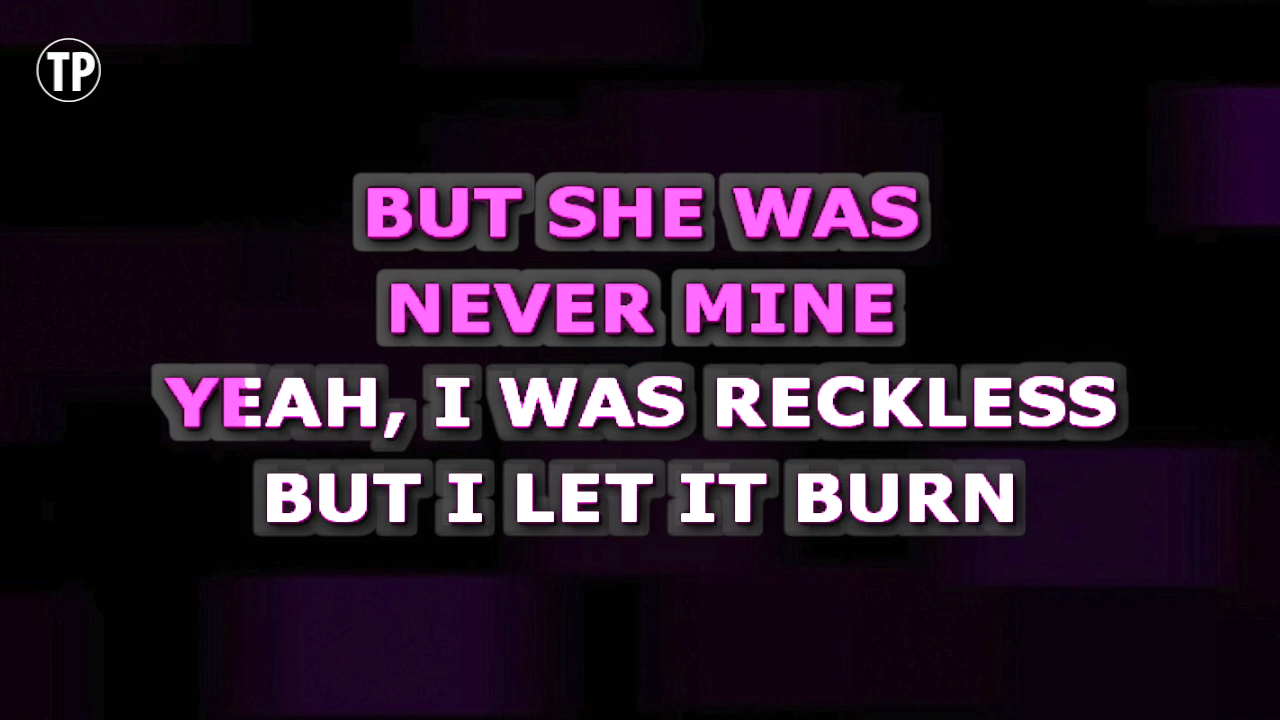 TP
BUT SHE WAS
NEVER MINE
YEAH, I WAS RECKLESS
BUT I LET IT BURN